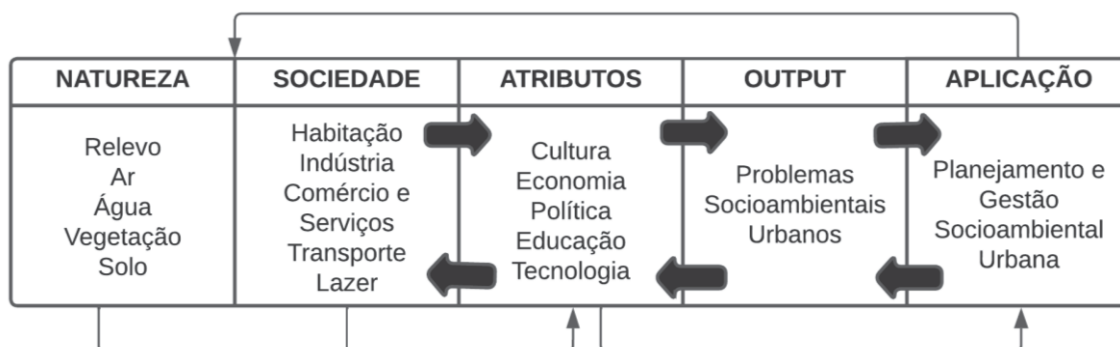 NATUREZA
SOCIEDADE
ATRIBUTOS
OUTPUT
APLICAÇÃO
Relevo
Ar
Água
Vegetação
Solo
Habitação
Indústria
Comércio e
Serviços
Transporte
Lazer
Cultura
Economia
Política
Educação
Tecnologia
Problemas
Socioambientais
Urbanos
Planejamento e
Gestão
Socioambiental
Urbana